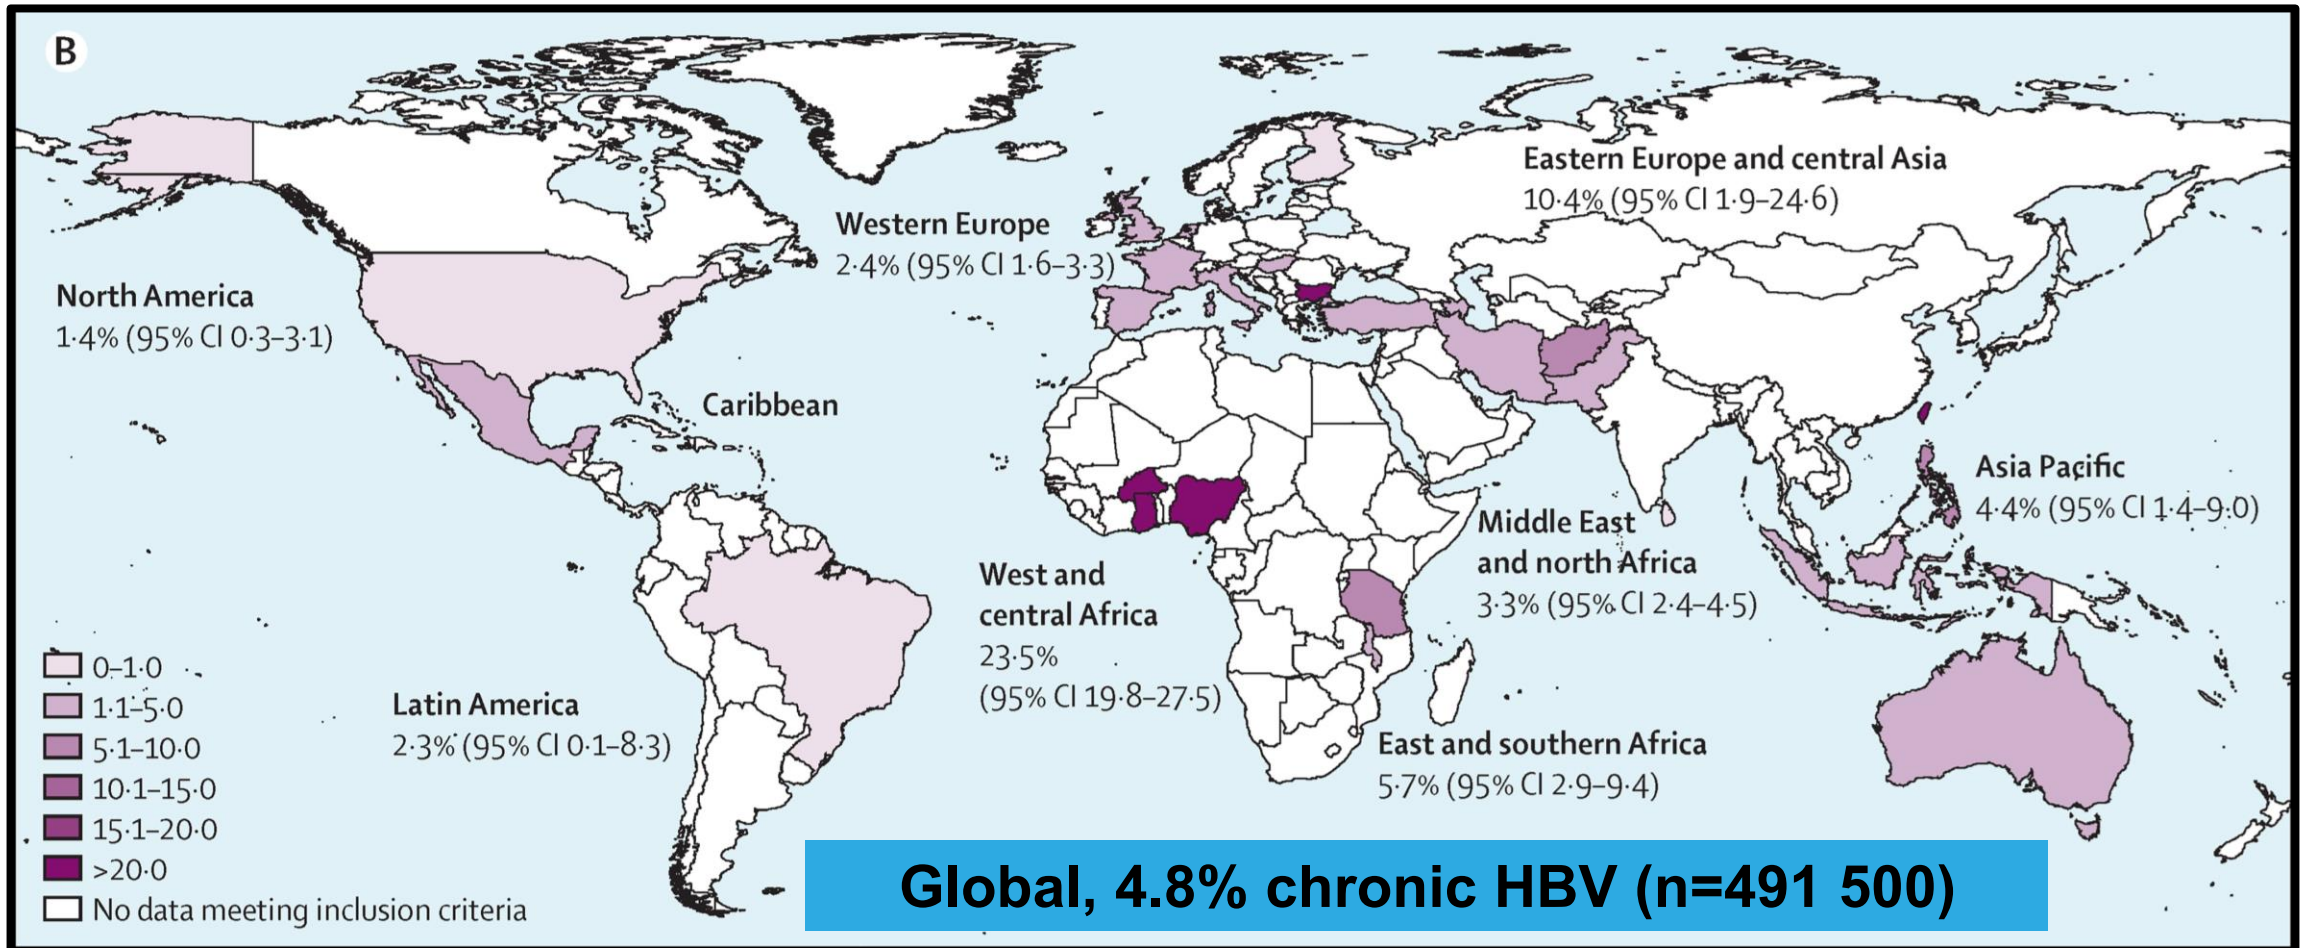 B
Eastern Europe and central Asia
10·4% (95% CI 1·9–24·6)
Western Europe
2·4% (95% CI 1·6–3·3)
North America
1·4% (95% CI 0·3–3·1)
Caribbean
Asia Pacific
4·4% (95% CI 1·4–9·0)
Middle East
and north Africa
3·3% (95% CI 2·4–4·5)
West and
central Africa
23·5%
(95% CI 19·8–27·5)
Latin America
2·3% (95% CI 0·1–8·3)
East and southern Africa
5·7% (95% CI 2·9–9·4)
0–1·0
1·1–5·0
5·1–10·0
10·1–15·0
15·1–20·0
>20·0
No data meeting inclusion criteria
Global, 4.8% chronic HBV (n=491 500)